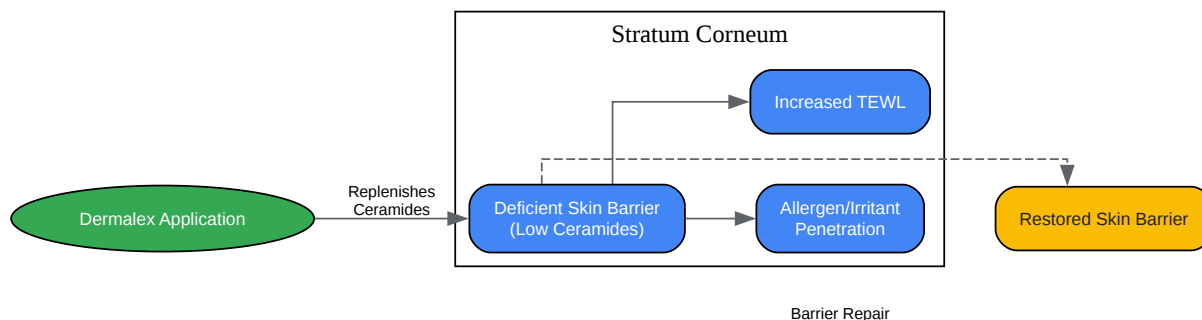 Stratum Corneum
Increased TEWL
Replenishes
Ceramides
Dermalex Application
Deficient Skin Barrier
(Low Ceramides)
Allergen/Irritant
Penetration
Restored Skin Barrier
Barrier Repair